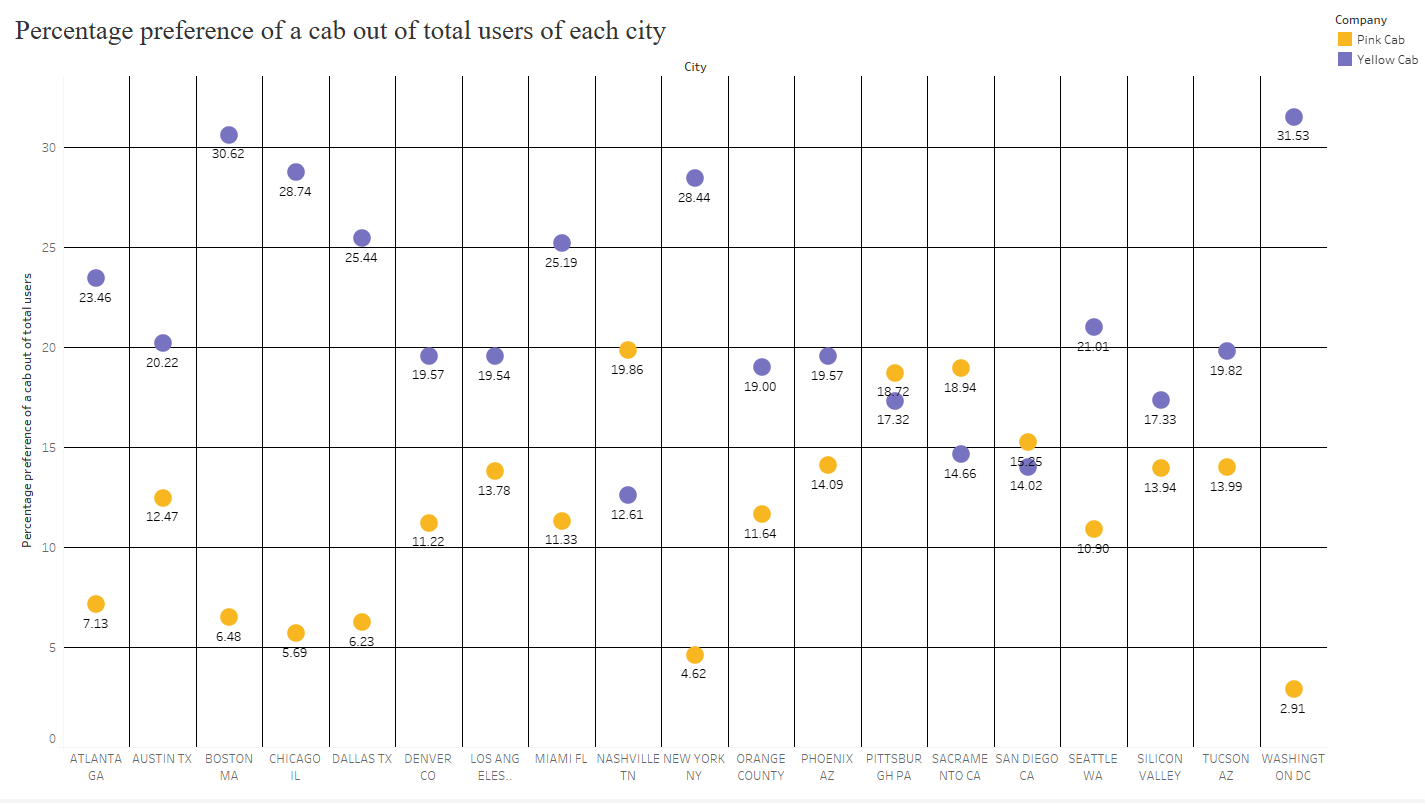 Percentage preference of a cab out of total users of each city
Company
Pink Cab
Yellow Cab
City
Percentage preference of a cab out of total users
30
25
20
15
10
5
0
23.46
7.13
20.22
12.47
30.62
6.48
28.74
5.69
25.44
6.23
19.57
11.22
19.54
13.78
25.19
11.33
19.86
12.61
28.44
4.62
19.00
11.64
19.57
14.09
18.72
17.32
18.94
14.66
15.25
14.02
21.01
10.90
17.33
13.94
19.82
13.99
31.53
2.91
ATLANTA
GA
AUSTIN TX
BOSTON
MA
CHICAGO
IL
DALLAS TX
DENVER
CO
LOS ANG
ELES..
MIAMI FL
NASHVILLE
TN
NEW YORK
NY
ORANGE
COUNTY
PHOENIX
AZ
PITTSBUR
GH PA
SACRAME
NTO CA
SAN DIEGO
CA
SEATTLE
WA
SILICON
VALLEY
TUCSON
AZ
WASHINGT
ON DC